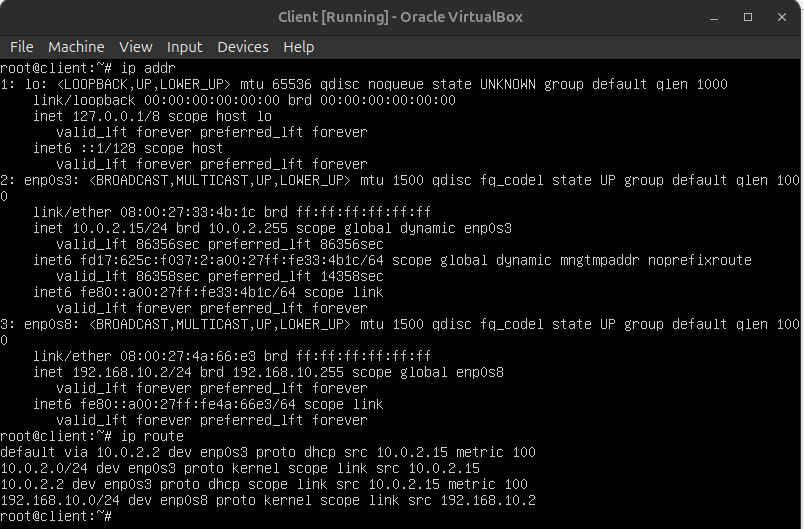 Client [Running] - Oracle VirtualBox
File Machine View Input Devices Help
root@client:~# ip addr
1: lo: <LOOPBACK,UP,LOWER_UP> mtu 65536 qdisc noqueue state UNKNOWN group default qlen 1000
    link/loopback 00:00:00:00:00:00 brd 00:00:00:00:00:00
    inet 127.0.0.1/8 scope host lo
       valid_lft forever preferred_lft forever
    inet6 ::1/128 scope host
       valid_lft forever preferred_lft forever
2: enp0s3: <BROADCAST,MULTICAST,UP,LOWER_UP> mtu 1500 qdisc fq_codel state UP group default qlen 100
0
    link/ether 08:00:27:33:4b:1c brd ff:ff:ff:ff:ff:ff
    inet 10.0.2.15/24 brd 10.0.2.255 scope global dynamic enp0s3
       valid_lft 86356sec preferred_lft 86356sec
    inet6 fd17:625c:f037:2:a00:27ff:fe33:4b1c/64 scope global dynamic mngtmpaddr noprefixroute
       valid_lft 86358sec preferred_lft 14358sec
    inet6 fe80::a00:27ff:fe33:4b1c/64 scope link
       valid_lft forever preferred_lft forever
3: enp0s8: <BROADCAST,MULTICAST,UP,LOWER_UP> mtu 1500 qdisc fq_codel state UP group default qlen 100
0
    link/ether 08:00:27:4a:66:e3 brd ff:ff:ff:ff:ff:ff
    inet 192.168.10.2/24 brd 192.168.10.255 scope global enp0s8
       valid_lft forever preferred_lft forever
    inet6 fe80::a00:27ff:fe4a:66e3/64 scope link
       valid_lft forever preferred_lft forever
root@client:~# ip route
default via 10.0.2.2 dev enp0s3 proto dhcp src 10.0.2.15 metric 100
10.0.2.0/24 dev enp0s3 proto kernel scope link src 10.0.2.15
10.0.2.2 dev enp0s3 proto dhcp scope link src 10.0.2.15 metric 100
192.168.10.0/24 dev enp0s8 proto kernel scope link src 192.168.10.2
root@client:~#